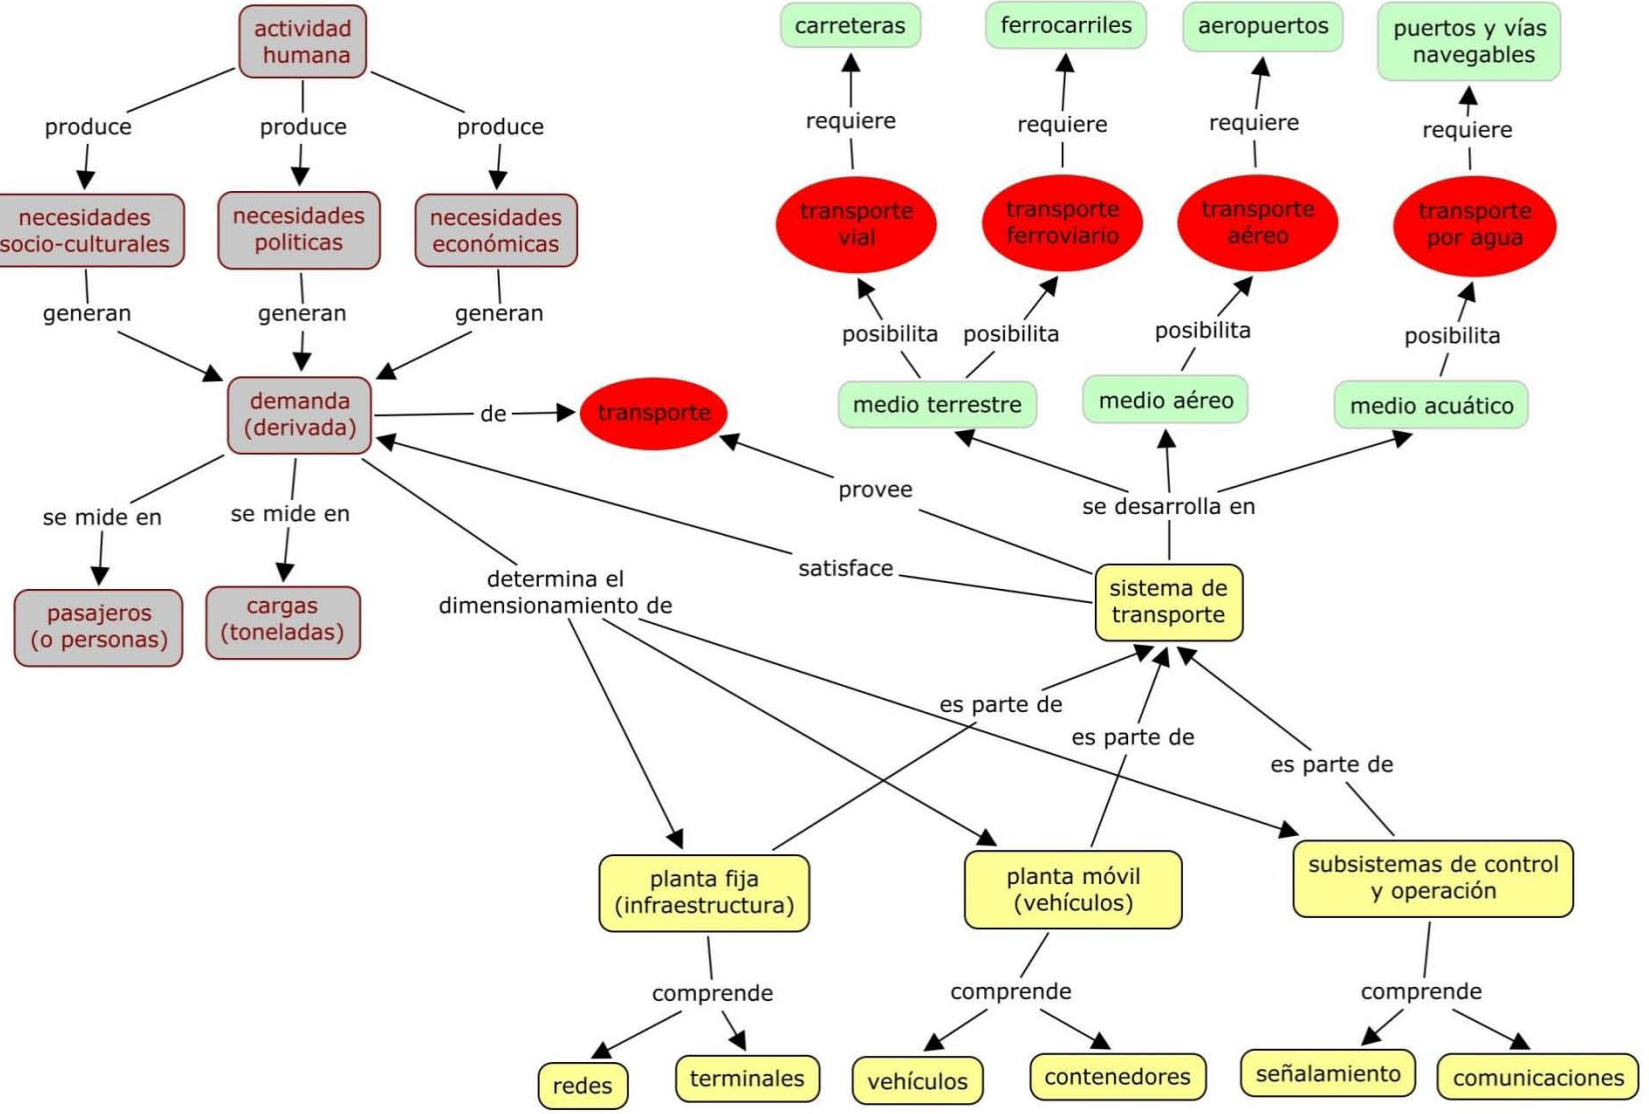 actividad
humana
carreteras
ferrocarriles
aeropuertos
puertos y vías
navegables
produce
produce
produce
requiere
requiere
requiere
requiere
necesidades
socio-culturales
necesidades
politicas
necesidades
económicas
transporte
vial
transporte
ferroviario
transporte
aéreo
transporte
por agua
generan
generan
generan
posibilita
posibilita
posibilita
posibilita
demanda
(derivada)
de
transporte
medio terrestre
medio aéreo
medio acuático
provee
se desarrolla en
se mide en
se mide en
satisface
determina el
dimensionamiento de
sistema de
transporte
pasajeros
(o personas)
cargas
(toneladas)
es parte de
es parte de
es parte de
planta fija
(infraestructura)
planta móvil
(vehículos)
subsistemas de control
y operación
comprende
comprende
comprende
redes
terminales
vehículos
contenedores
señalamiento
comunicaciones